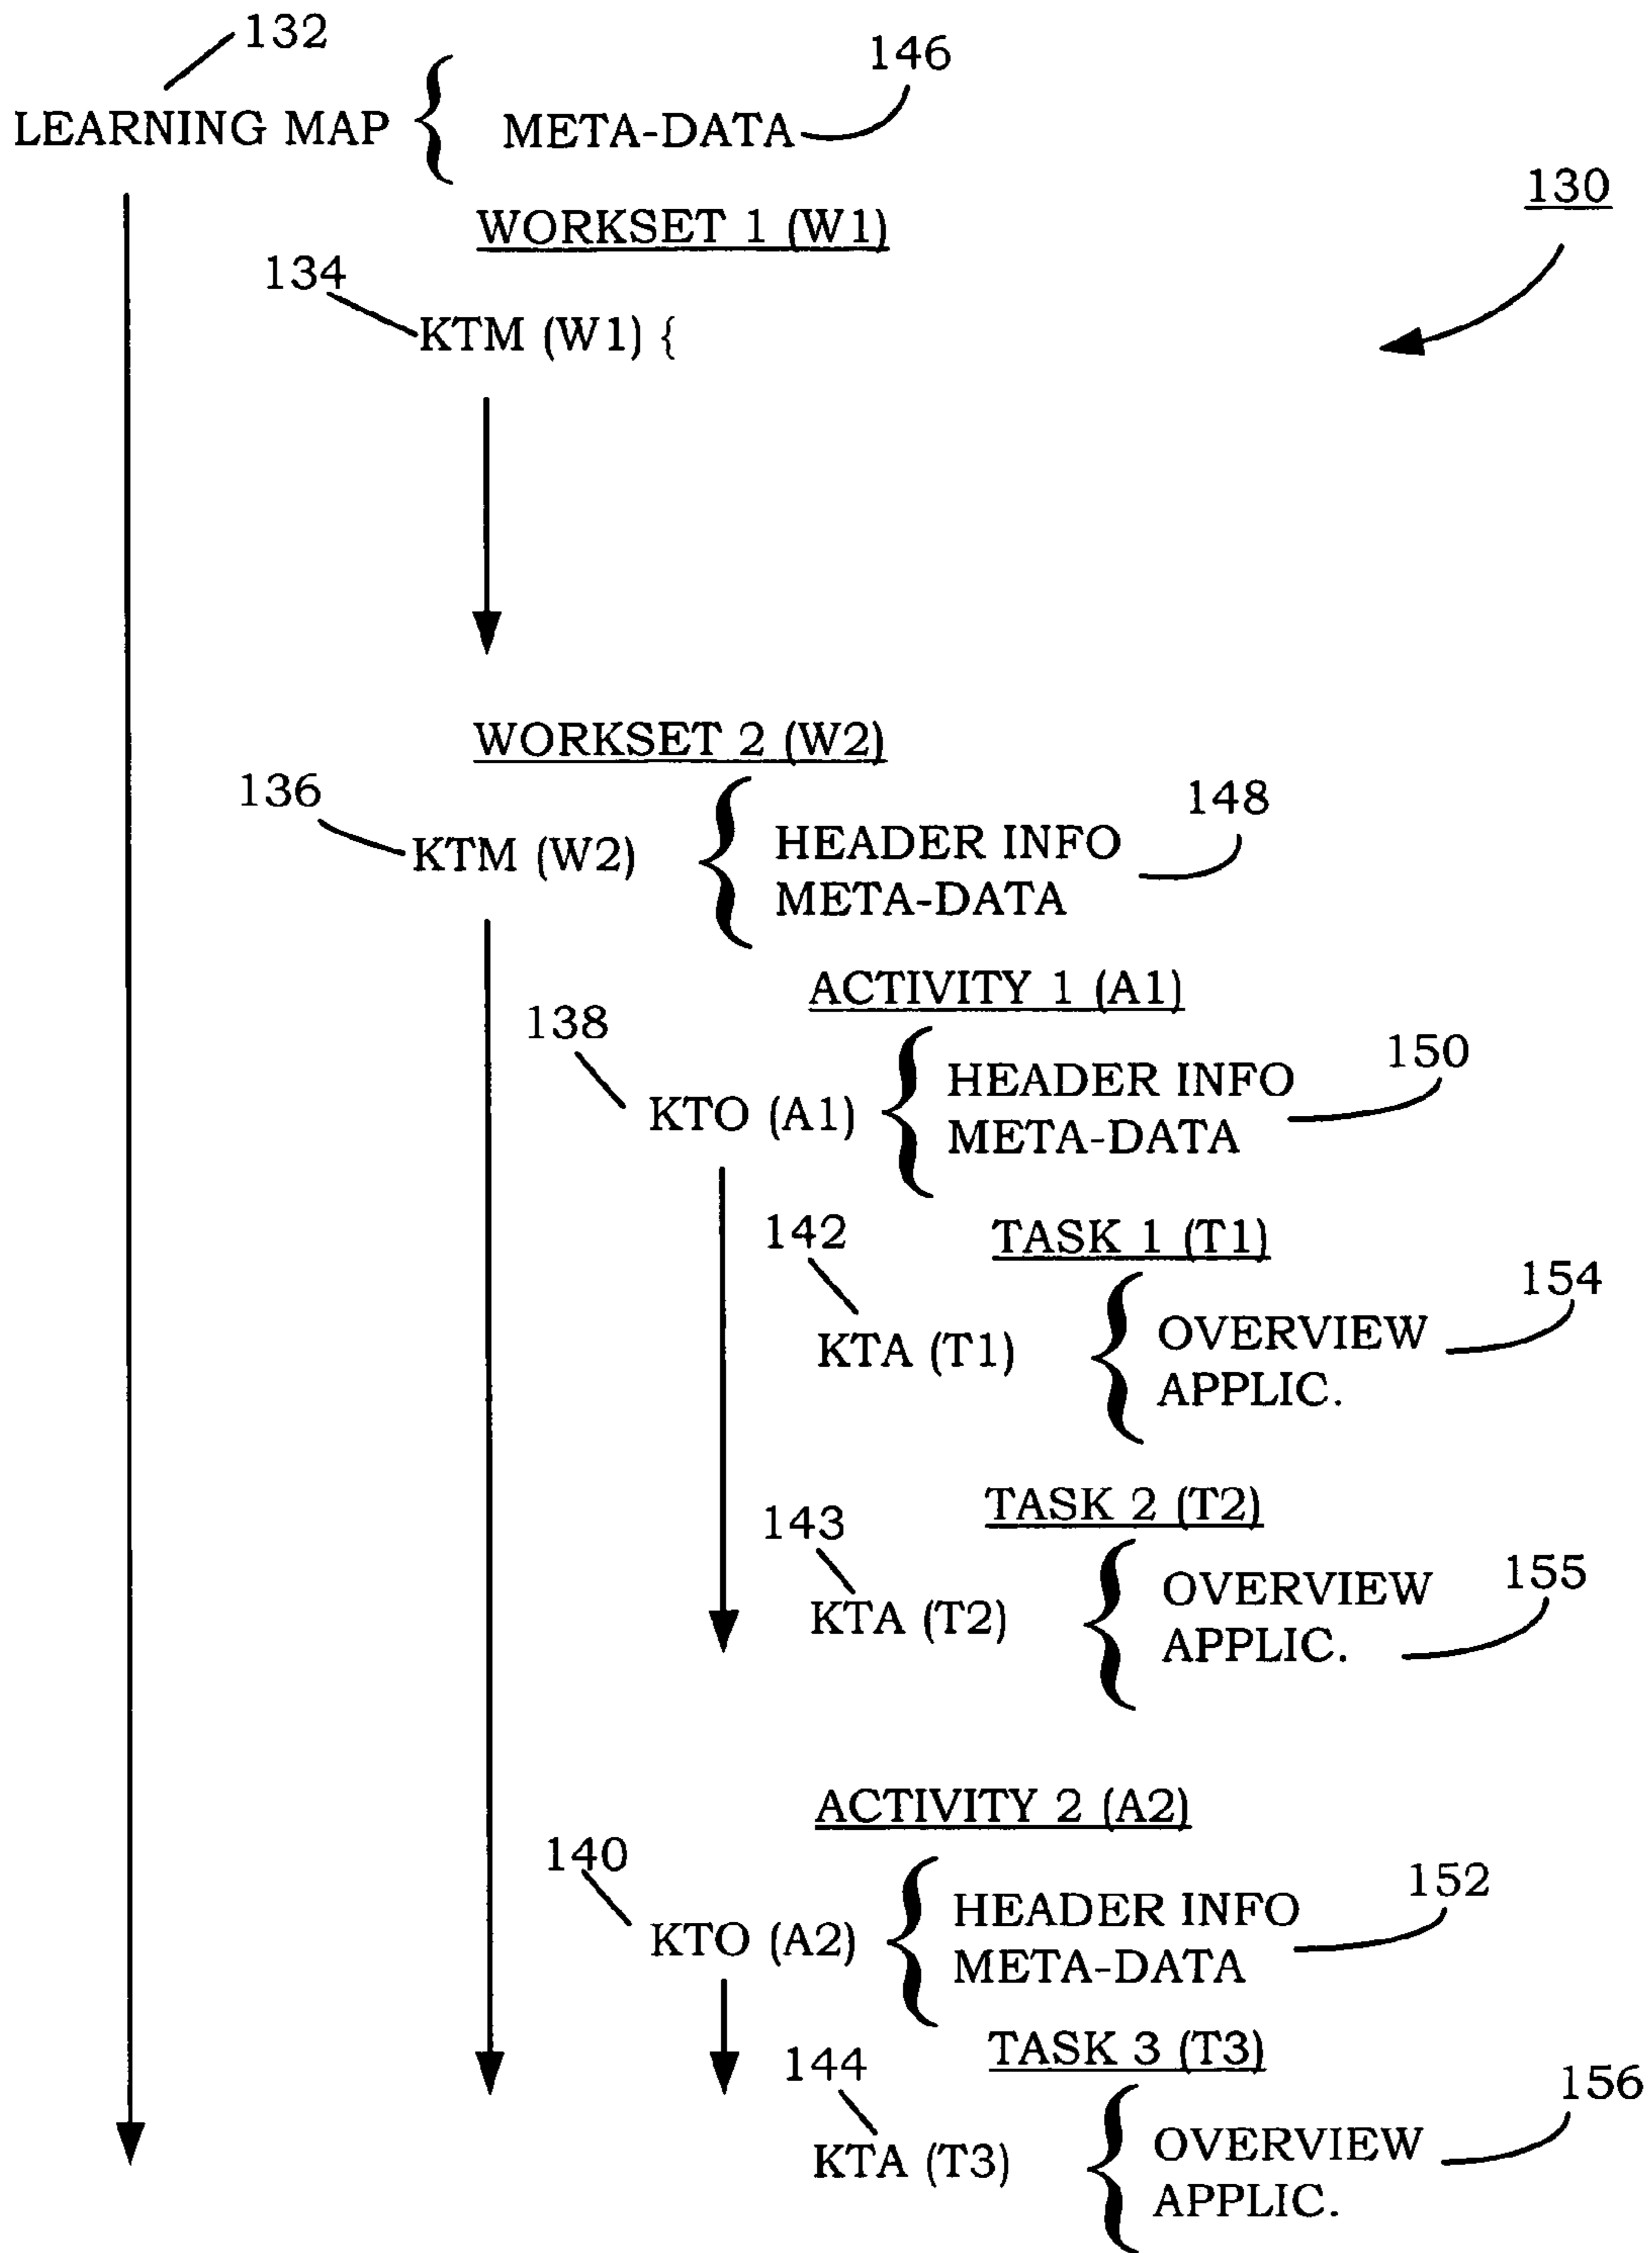 132
146
LEARNING MAP { META-DATA
130
WORKSET 1 (W1)
134
KTM (W1) {
WORKSET 2 (W2)
136
148
KTM (W2) { HEADER INFO
META-DATA
ACTIVITY 1 (A1)
138
150
KTO (A1) { HEADER INFO
META-DATA
142
TASK 1 (T1)
154
KTA (T1) { OVERVIEW
APPLIC.
TASK 2 (T2)
143
155
KTA (T2) { OVERVIEW
APPLIC.
ACTIVITY 2 (A2)
140
152
KTO (A2) { HEADER INFO
META-DATA
TASK 3 (T3)
144
156
KTA (T3) { OVERVIEW
APPLIC.